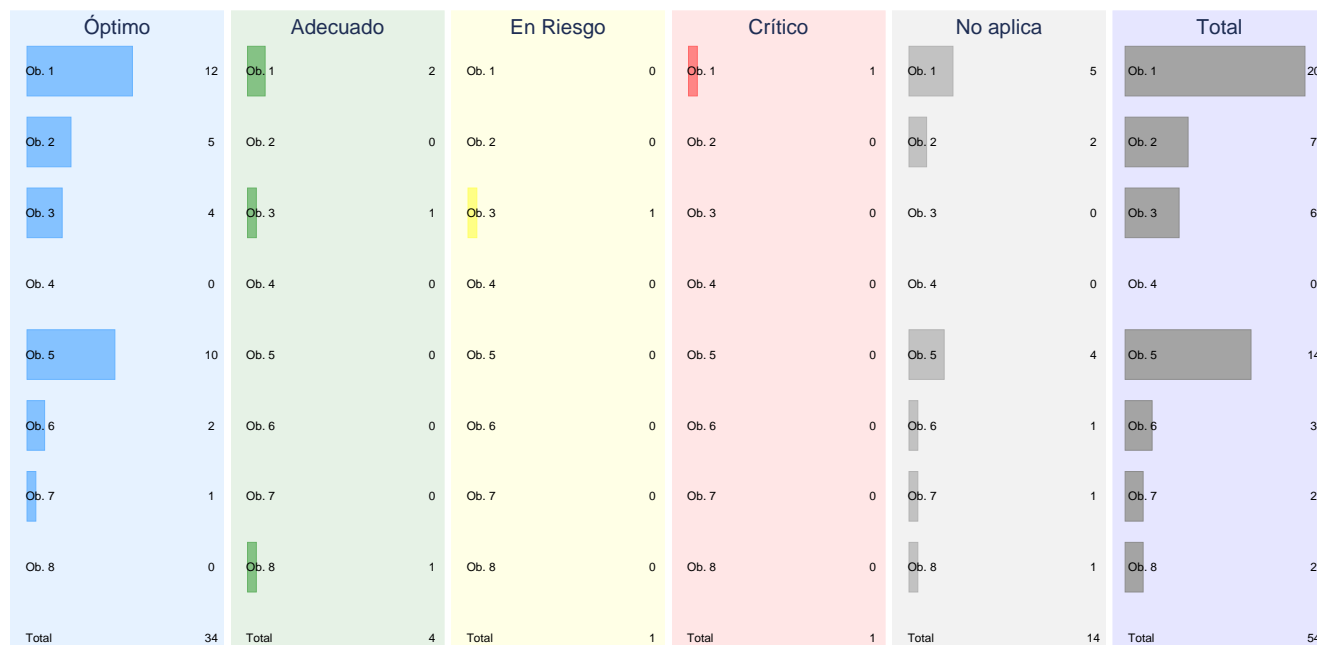 Óptimo Adecuado En Riesgo Crítico No aplica Total
Ob. 1 12 Ob. 1 2 Ob. 1 0 Ob. 1 1 Ob. 1 5 Ob. 1 20
Ob. 2 5 Ob. 2 0 Ob. 2 0 Ob. 2 0 Ob. 2 2 Ob. 2 7
Ob. 3 4 Ob. 3 1 Ob. 3 1 Ob. 3 0 Ob. 3 0 Ob. 3 6
Ob. 4 0 Ob. 4 0 Ob. 4 0 Ob. 4 0 Ob. 4 0 Ob. 4 0
Ob. 5 10 Ob. 5 0 Ob. 5 0 Ob. 5 0 Ob. 5 4 Ob. 5 14
Ob. 6 2 Ob. 6 0 Ob. 6 0 Ob. 6 0 Ob. 6 1 Ob. 6 3
Ob. 7 1 Ob. 7 0 Ob. 7 0 Ob. 7 0 Ob. 7 1 Ob. 7 2
Ob. 8 0 Ob. 8 1 Ob. 8 0 Ob. 8 0 Ob. 8 1 Ob. 8 2
Total 34 Total 4 Total 1 Total 1 Total 14 Total 54